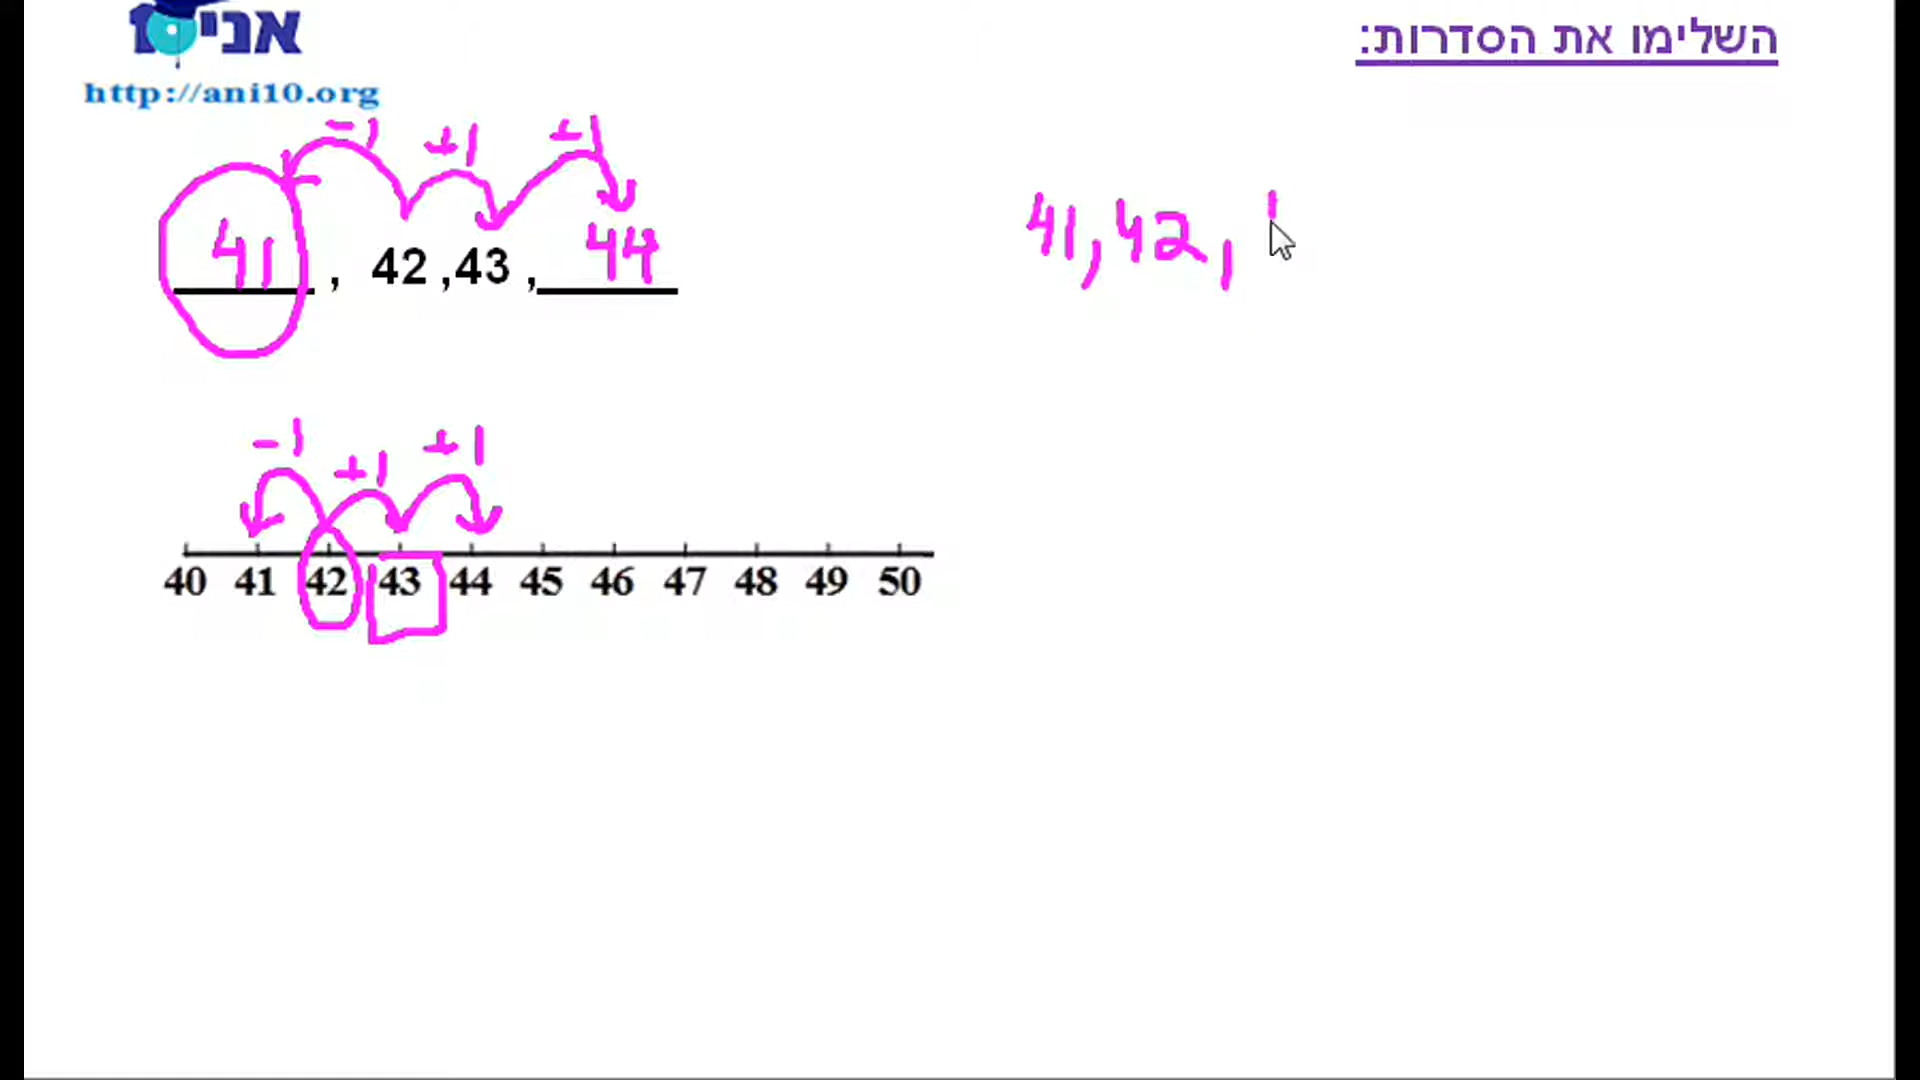 השלימו את הסדרות:
אני10
http://ani10.org
-1 +1 +1
41 , 42 ,43 , 44
41, 42,
-1 +1 +1
40 41 42 43 44 45 46 47 48 49 50